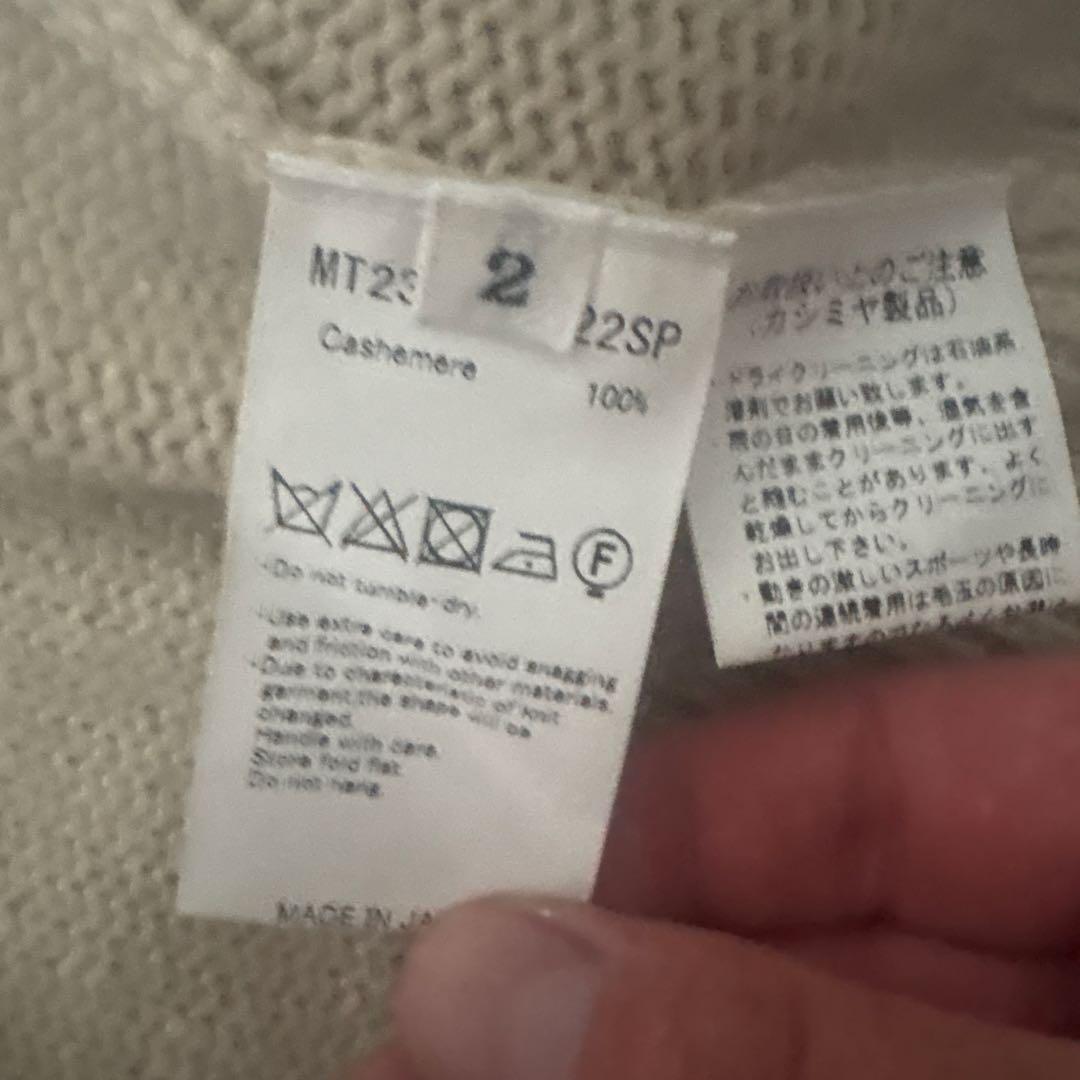 2
MT23
22SP
Cashemere
100%
F
•Do not tumble-dry.
•Use extra care to avoid snagging
and friction with other materials.
•Due to characteristic of knit
garment the shape will be
changed.
Handle with care.
Store fold flat
Do not hang.
MADE IN JA
お取扱い上のご注意
（カシミヤ製品）
・ドライクリーニングは石油系
溶剤でお願い致します。
・雨の日の着用後等、湿気を含
んだままクリーニングに出す
と縮むことがあります。よく
乾燥してからクリーニングに
お出し下さい。
・動きの激しいスポーツや長時
間の連続着用は毛玉の原因に